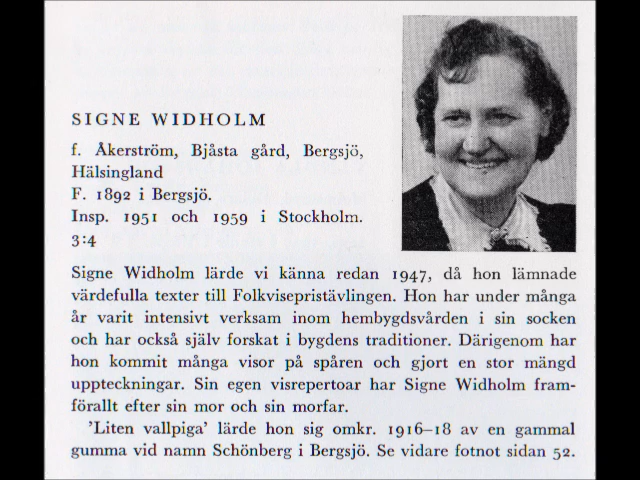 SIGNE WIDHOLM
f. Åkerström, Bjåsta gård, Bergsjö,
Hälsingland
F. 1892 i Bergsjö.
Insp. 1951 och 1959 i Stockholm.
3:4
Signe Widholm lärde vi känna redan 1947, då hon lämnade
värdefulla texter till Folkvisepristävlingen. Hon har under många
år varit intensivt verksam inom hembygdsvården i sin socken
och har också själv forskat i bygdens traditioner. Därigenom har
hon kommit många visor på spåren och gjort en stor mängd
uppteckningar. Sin egen visrepertoar har Signe Widholm fram-
förallt efter sin mor och sin morfar.
'Liten vallpiga' lärde hon sig omkr. 1916–18 av en gammal
gumma vid namn Schönberg i Bergsjö. Se vidare fotnot sidan 52.